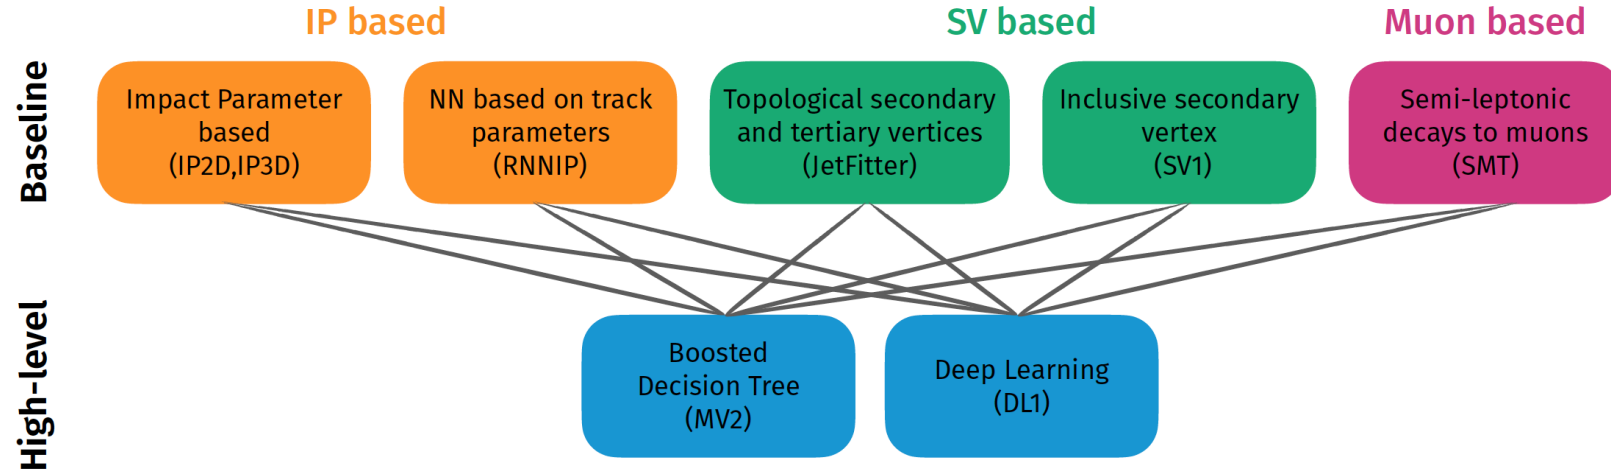 IP based
SV based
Muon based
Baseline
Impact Parameter
based
(IP2D,IP3D)
NN based on track
parameters
(RNNIP)
Topological secondary
and tertiary vertices
(JetFitter)
Inclusive secondary
vertex
(SV1)
Semi-leptonic
decays to muons
(SMT)
High-level
Boosted
Decision Tree
(MV2)
Deep Learning
(DL1)